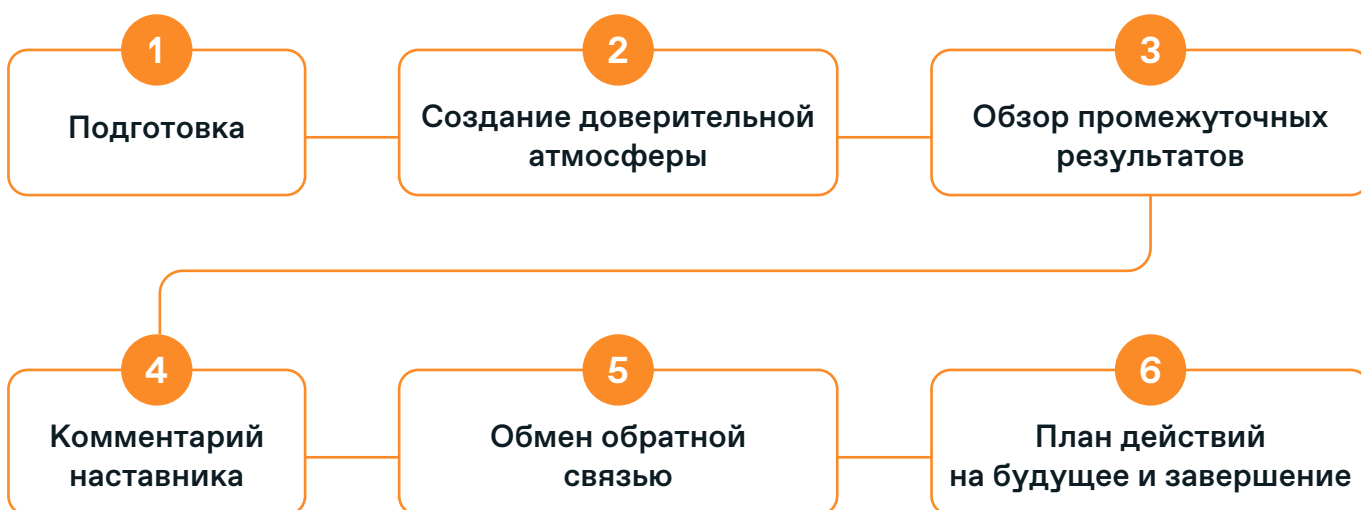 1
Подготовка
2
Создание доверительной
атмосферы
3
Обзор промежуточных
результатов
4
Комментарий
наставника
5
Обмен обратной
связью
6
План действий
на будущее и завершение